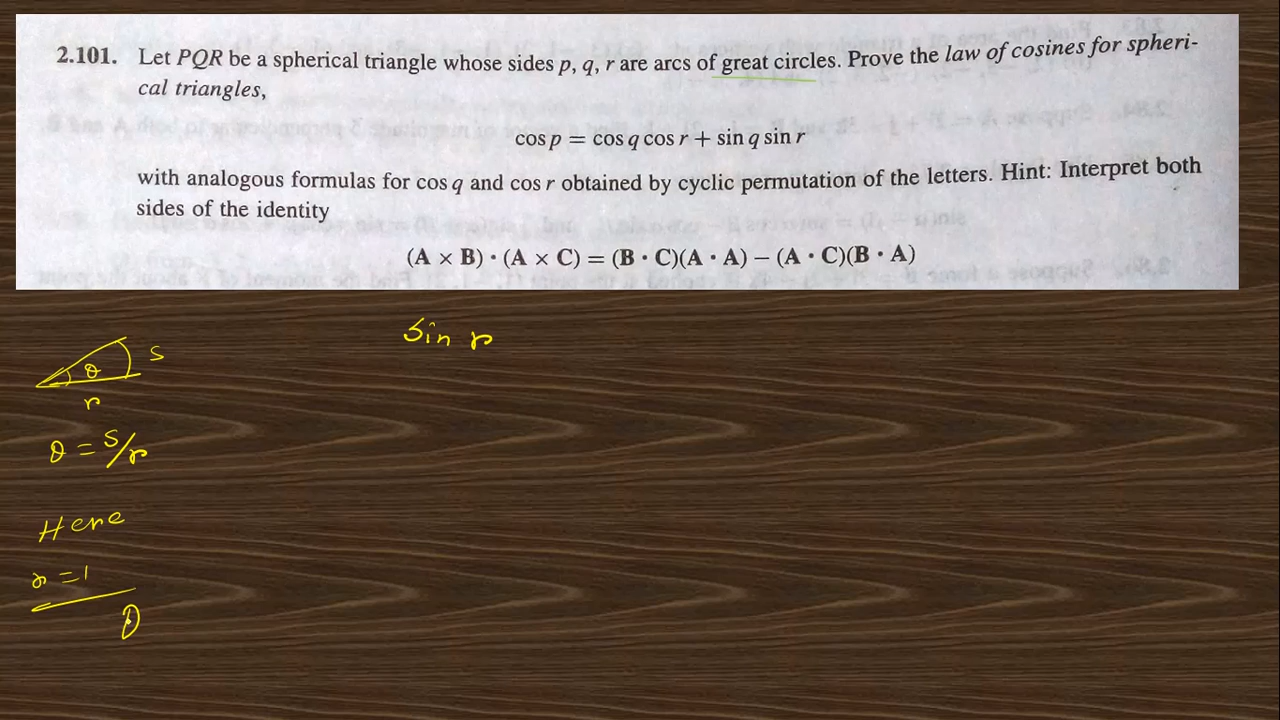 2.101. Let PQR be a spherical triangle whose sides p, q, r are arcs of great circles. Prove the law of cosines for spheri-
cal triangles,
cos p = cos q cos r + sin q sin r
with analogous formulas for cos q and cos r obtained by cyclic permutation of the letters. Hint: Interpret both
sides of the identity
(A × B) · (A × C) = (B · C)(A · A) – (A · C)(B · A)
Sin r
θ s
r
θ = s/r
Here
r = 1